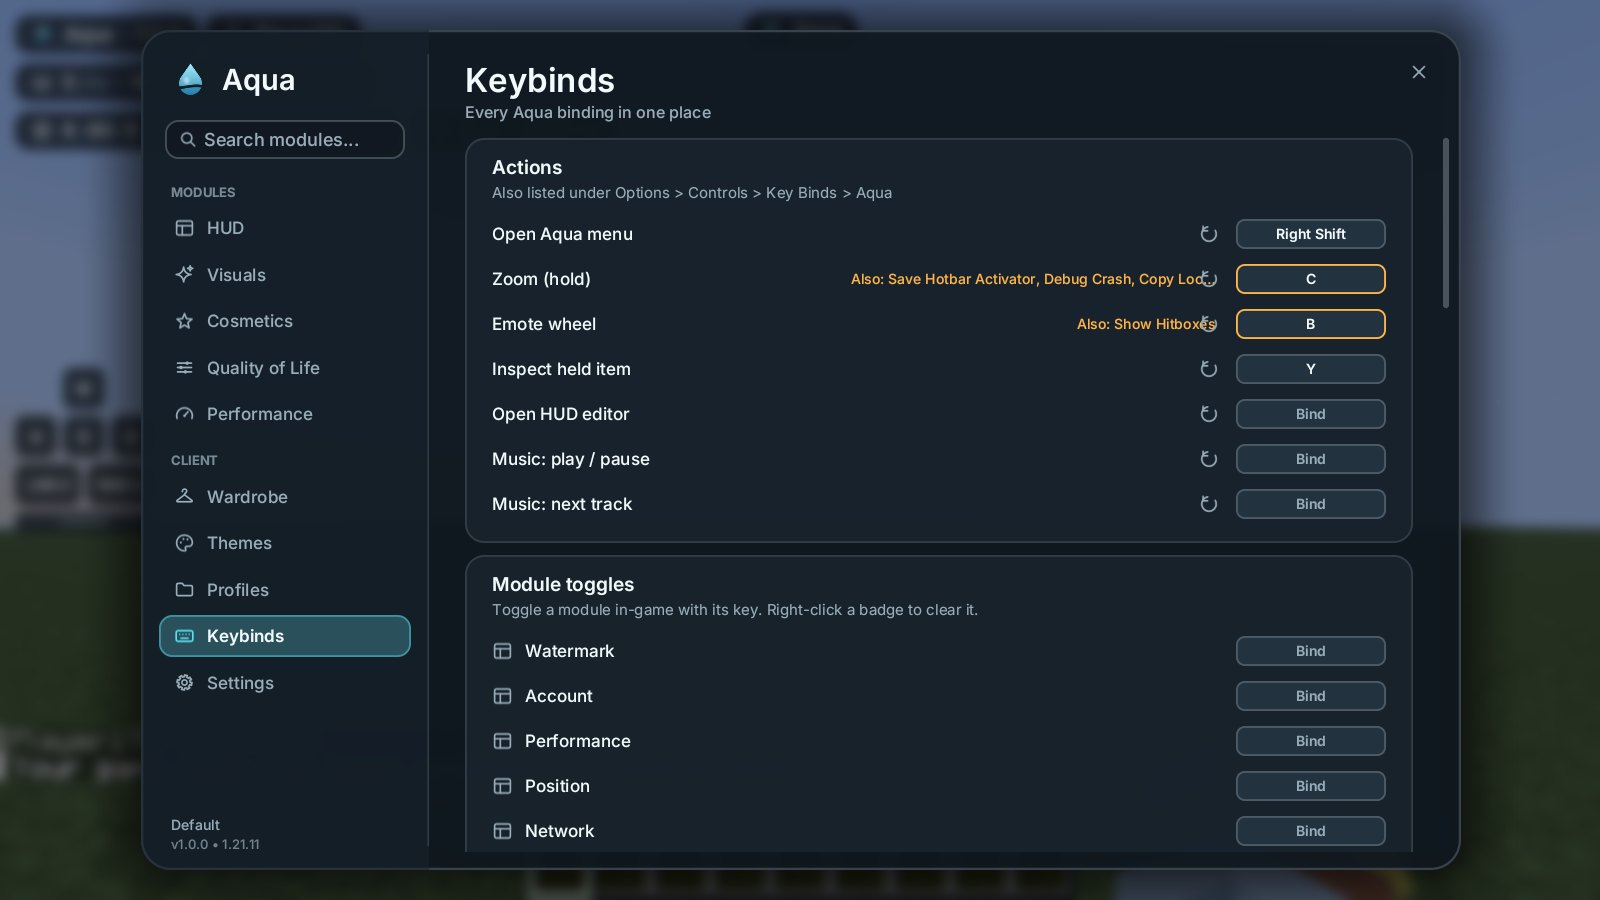 Aqua
Search modules...
MODULES
HUD
Visuals
Cosmetics
Quality of Life
Performance
CLIENT
Wardrobe
Themes
Profiles
Keybinds
Settings
Default
v1.0.0 • 1.21.11
Keybinds
Every Aqua binding in one place
Actions
Also listed under Options > Controls > Key Binds > Aqua
Open Aqua menu Right Shift
Zoom (hold) Also: Save Hotbar Activator, Debug Crash, Copy Loc... C
Emote wheel Also: Show Hitboxes B
Inspect held item Y
Open HUD editor Bind
Music: play / pause Bind
Music: next track Bind
Module toggles
Toggle a module in-game with its key. Right-click a badge to clear it.
Watermark Bind
Account Bind
Performance Bind
Position Bind
Network Bind